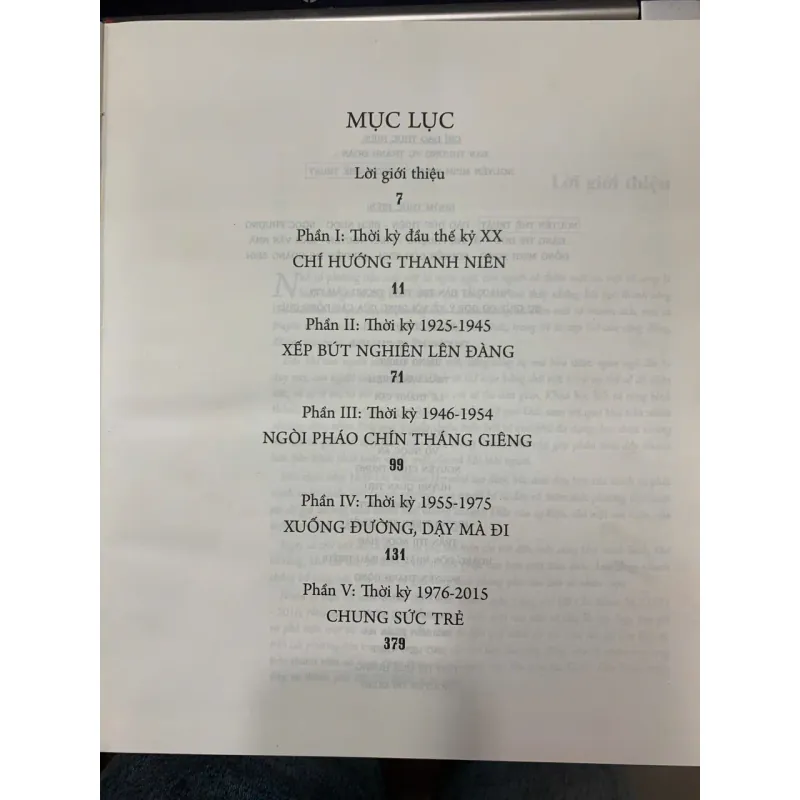 MỤC LỤC
Lời giới thiệu
7
Phần I: Thời kỳ đầu thế kỷ XX
CHÍ HƯỚNG THANH NIÊN
11
Phần II: Thời kỳ 1925-1945
XẾP BÚT NGHIÊN LÊN ĐÀNG
71
Phần III: Thời kỳ 1946-1954
NGÒI PHÁO CHÍN THÁNG GIÊNG
99
Phần IV: Thời kỳ 1955-1975
XUỐNG ĐƯỜNG, DẬY MÀ ĐI
131
Phần V: Thời kỳ 1976-2015
CHUNG SỨC TRẺ
379